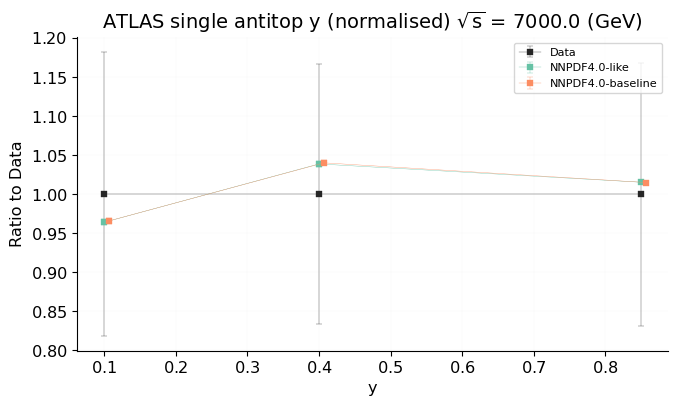 ATLAS single antitop y (normalised) √s = 7000.0 (GeV)
Data
NNPDF4.0-like
NNPDF4.0-baseline
Ratio to Data
1.20
1.15
1.10
1.05
1.00
0.95
0.90
0.85
0.80
0.1 0.2 0.3 0.4 0.5 0.6 0.7 0.8
y